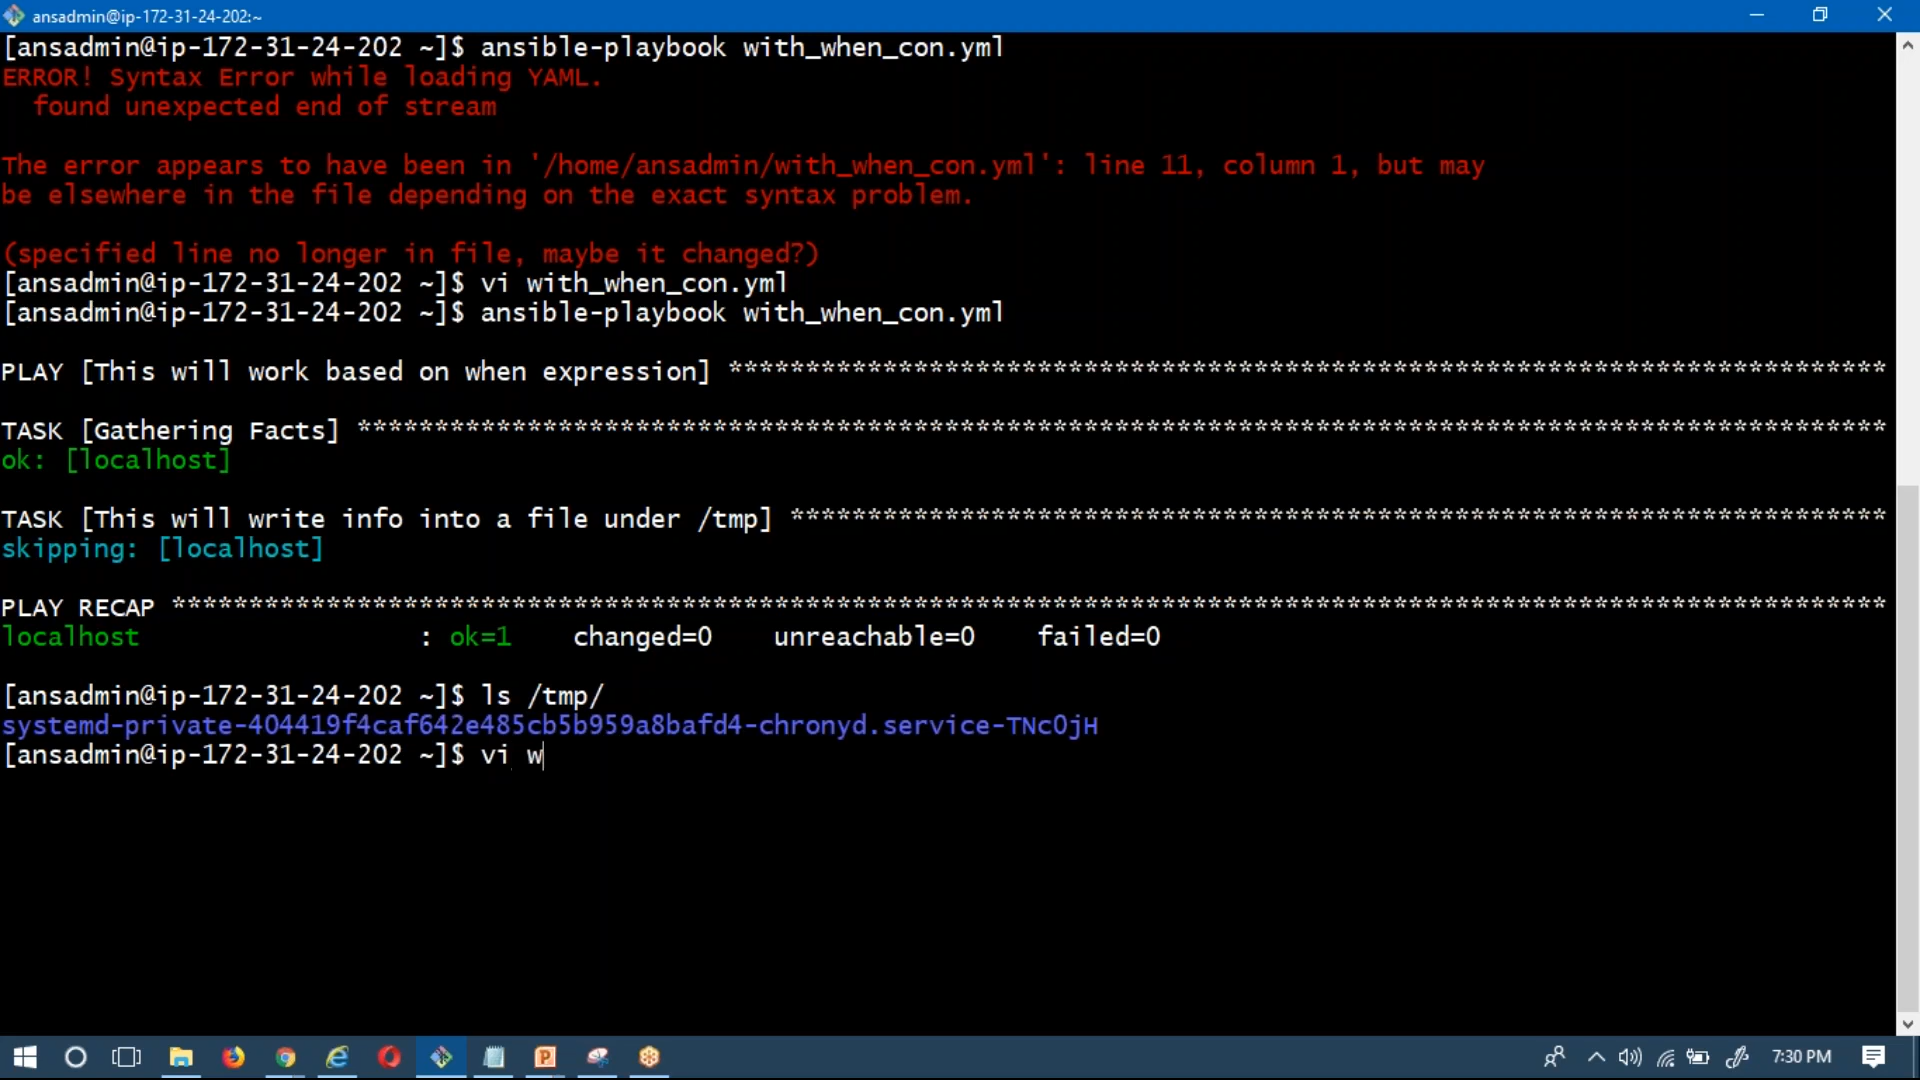 ansadmin@ip-172-31-24-202:~
[ansadmin@ip-172-31-24-202 ~]$ ansible-playbook with_when_con.yml
ERROR! Syntax Error while loading YAML.
found unexpected end of stream
The error appears to have been in '/home/ansadmin/with_when_con.yml': line 11, column 1, but may
be elsewhere in the file depending on the exact syntax problem.
(specified line no longer in file, maybe it changed?)
[ansadmin@ip-172-31-24-202 ~]$ vi with_when_con.yml
[ansadmin@ip-172-31-24-202 ~]$ ansible-playbook with_when_con.yml
PLAY [This will work based on when expression] ***************************************************************************
TASK [Gathering Facts] ***************************************************************************************************
ok: [localhost]
TASK [This will write info into a file under /tmp] ***********************************************************************
skipping: [localhost]
PLAY RECAP ***************************************************************************************************************
localhost : ok=1 changed=0 unreachable=0 failed=0
[ansadmin@ip-172-31-24-202 ~]$ ls /tmp/
systemd-private-404419f4caf642e485cb5b959a8bafd4-chronyd.service-TNc0jH
[ansadmin@ip-172-31-24-202 ~]$ vi w
7:30 PM